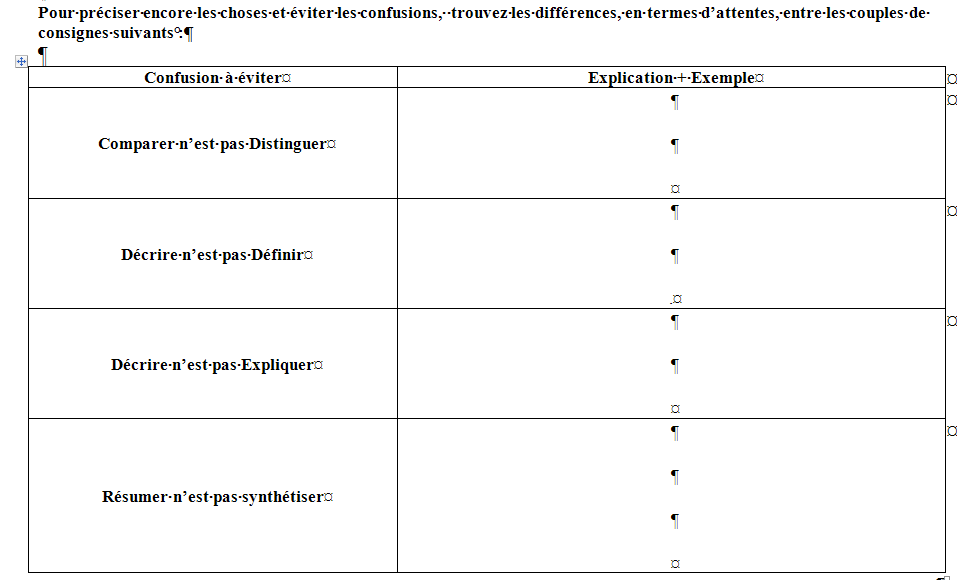 Pour préciser encore les choses et éviter les confusions,  trouvez les différences, en termes d’attentes, entre les couples de
consignes suivants :¶
¶
Confusion à éviter¤ Explication + Exemple¤ ¤
Comparer n’est pas Distinguer¤ ¶ ¤
¶
¤
Décrire n’est pas Définir¤ ¶ ¤
¶
.¤
Décrire n’est pas Expliquer¤ ¶ ¤
¶
¤
Résumer n’est pas synthétiser¤ ¶ ¤
¶
¶
¤